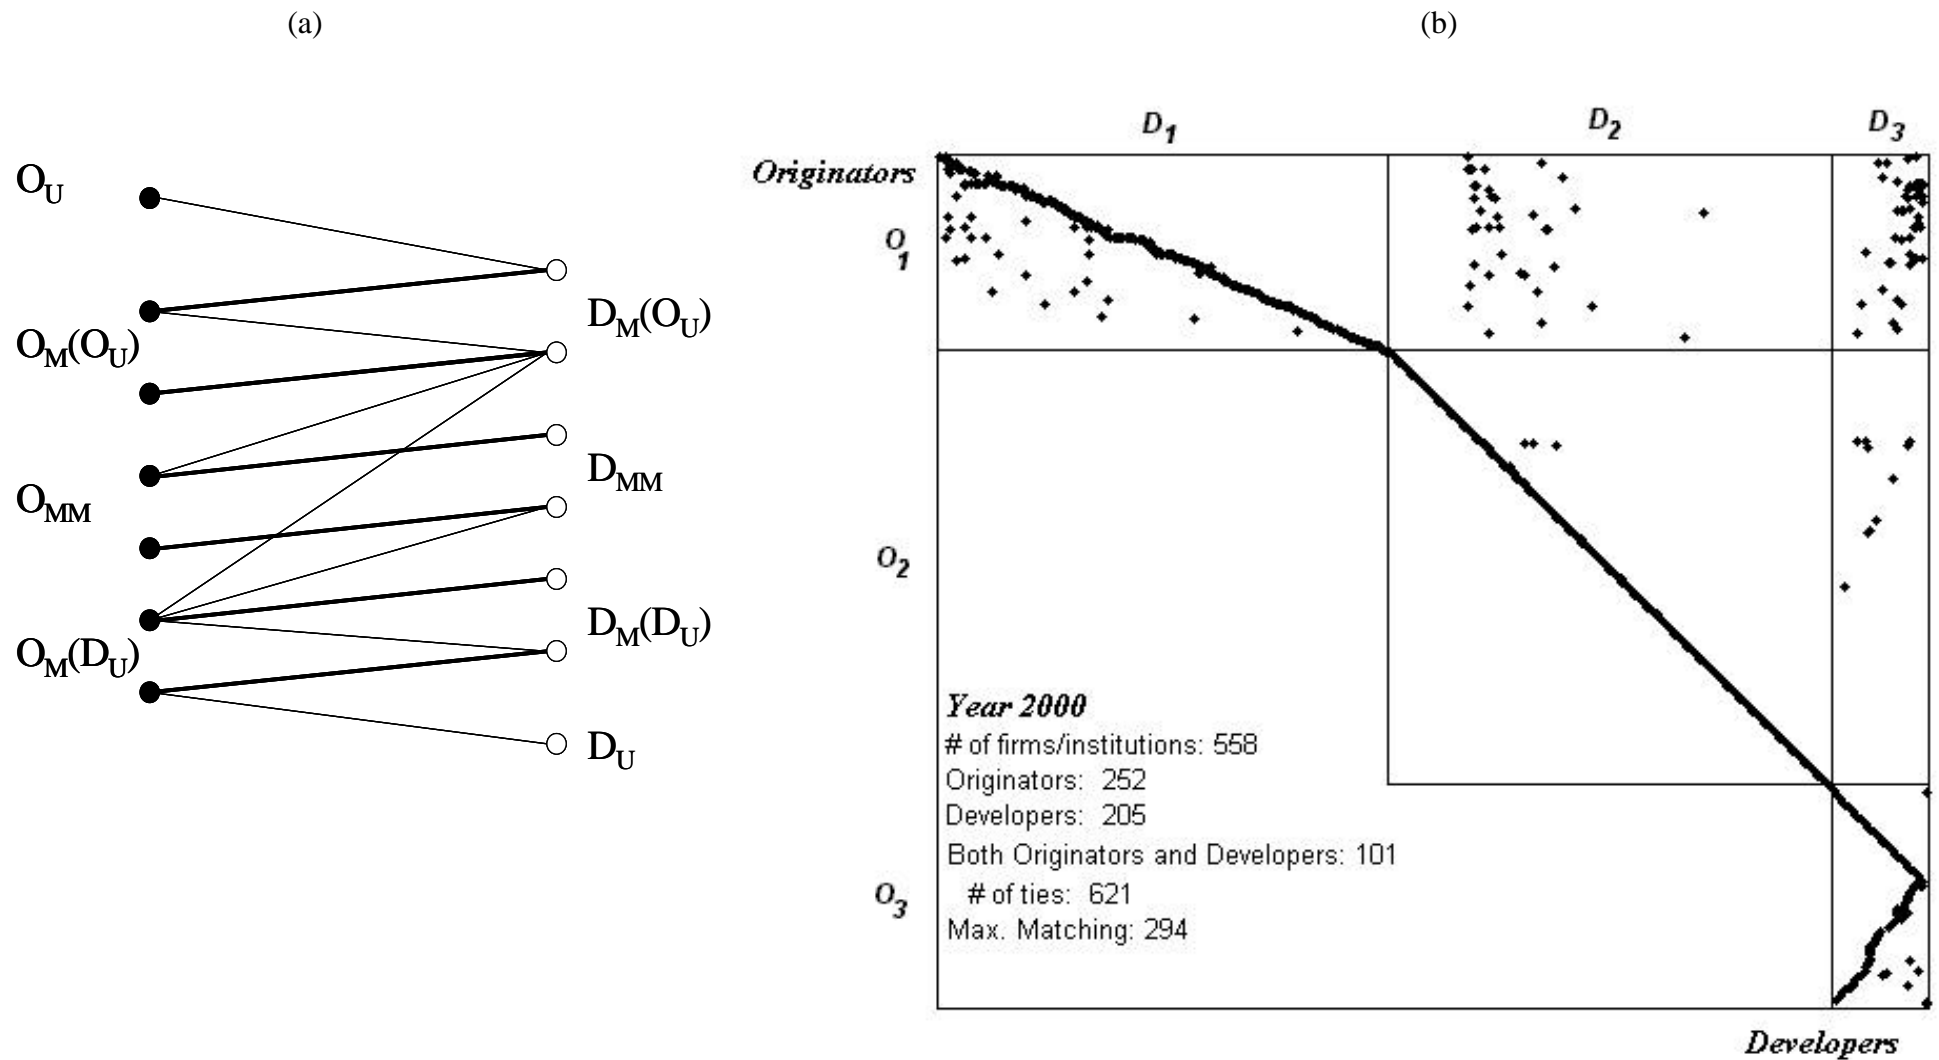 (a)
O_U
O_M(O_U)
O_MM
O_M(D_U)
D_M(O_U)
D_MM
D_M(D_U)
D_U
(b)
D_1 D_2 D_3
Originators
O_1
O_2
O_3
Year 2000
# of firms/institutions: 558
Originators: 252
Developers: 205
Both Originators and Developers: 101
# of ties: 621
Max. Matching: 294
Developers